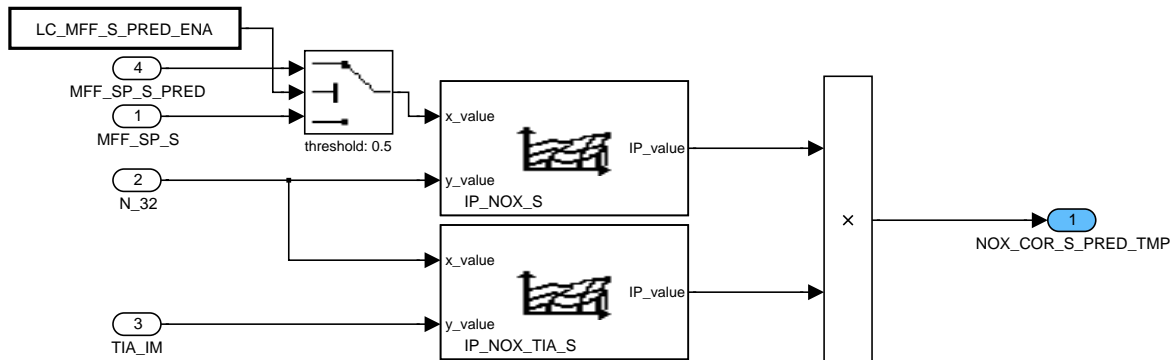 LC_MFF_S_PRED_ENA
4
MFF_SP_S_PRED
1
MFF_SP_S
threshold: 0.5
x_value
IP_value
y_value
IP_NOX_S
2
N_32
×
1
NOX_COR_S_PRED_TMP
x_value
IP_value
y_value
IP_NOX_TIA_S
3
TIA_IM